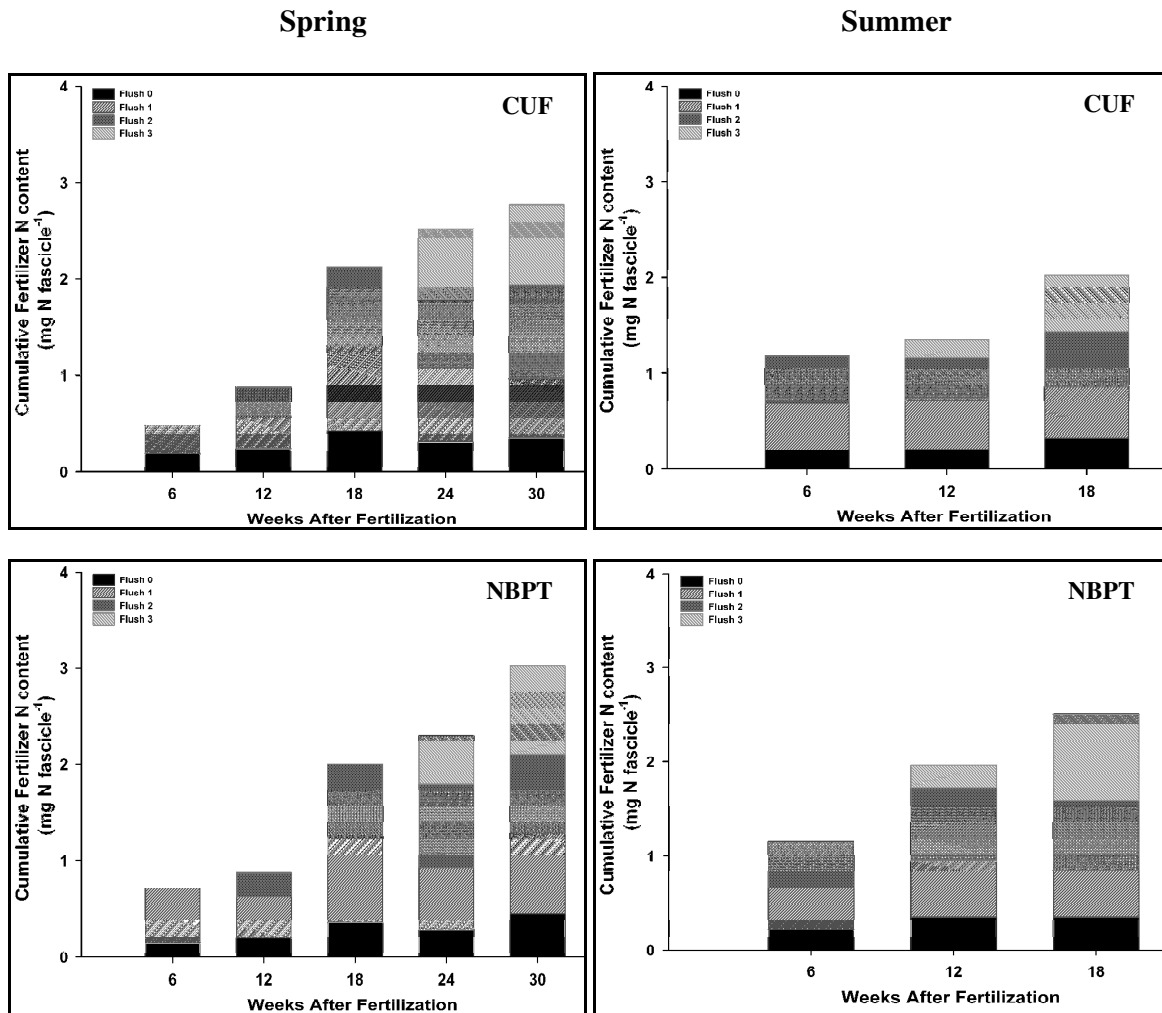 Spring
Summer
CUF
Flush 0
Flush 1
Flush 2
Flush 3
Cumulative Fertilizer N content
(mg N fascicle⁻¹)
4
3
2
1
0
6 12 18 24 30
Weeks After Fertilization
CUF
Flush 0
Flush 1
Flush 2
Flush 3
Cumulative Fertilizer N content
(mg N fascicle⁻¹)
4
3
2
1
0
6 12 18
Weeks After Fertilization
NBPT
Flush 0
Flush 1
Flush 2
Flush 3
Cumulative Fertilizer N content
(mg N fascicle⁻¹)
4
3
2
1
0
6 12 18 24 30
Weeks After Fertilization
NBPT
Flush 0
Flush 1
Flush 2
Flush 3
Cumulative Fertilizer N content
(mg N fascicle⁻¹)
4
3
2
1
0
6 12 18
Weeks After Fertilization